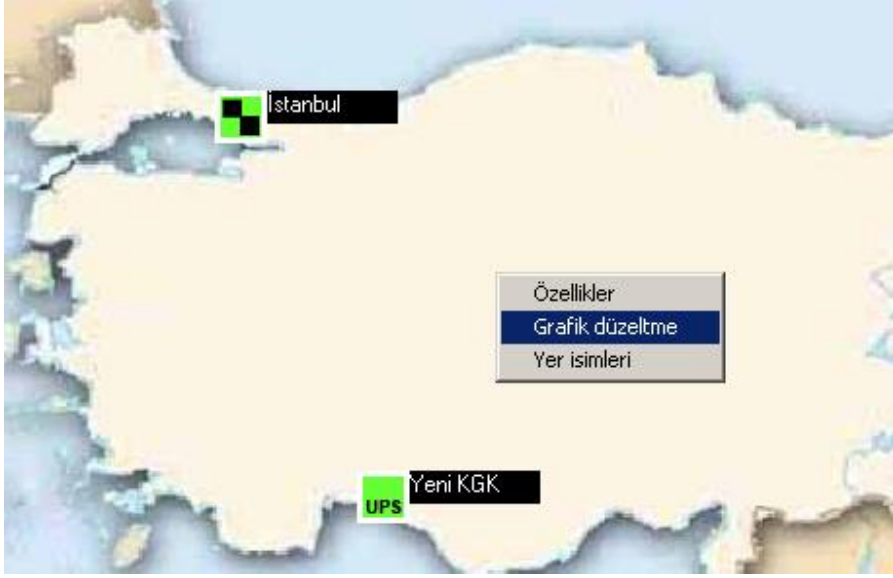 İstanbul
Özellikler
Grafik düzeltme
Yer isimleri
Yeni KGK
UPS